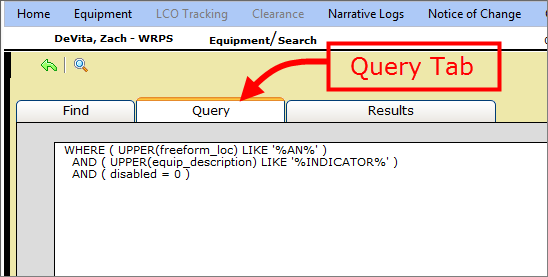 Home Equipment LCO Tracking Clearance Narrative Logs Notice of Change
DeVita, Zach - WRPS Equipment/Search
Query Tab
Find Query Results
WHERE ( UPPER(freeform_loc) LIKE '%AN%' )
AND ( UPPER(equip_description) LIKE '%INDICATOR%' )
AND ( disabled = 0 )